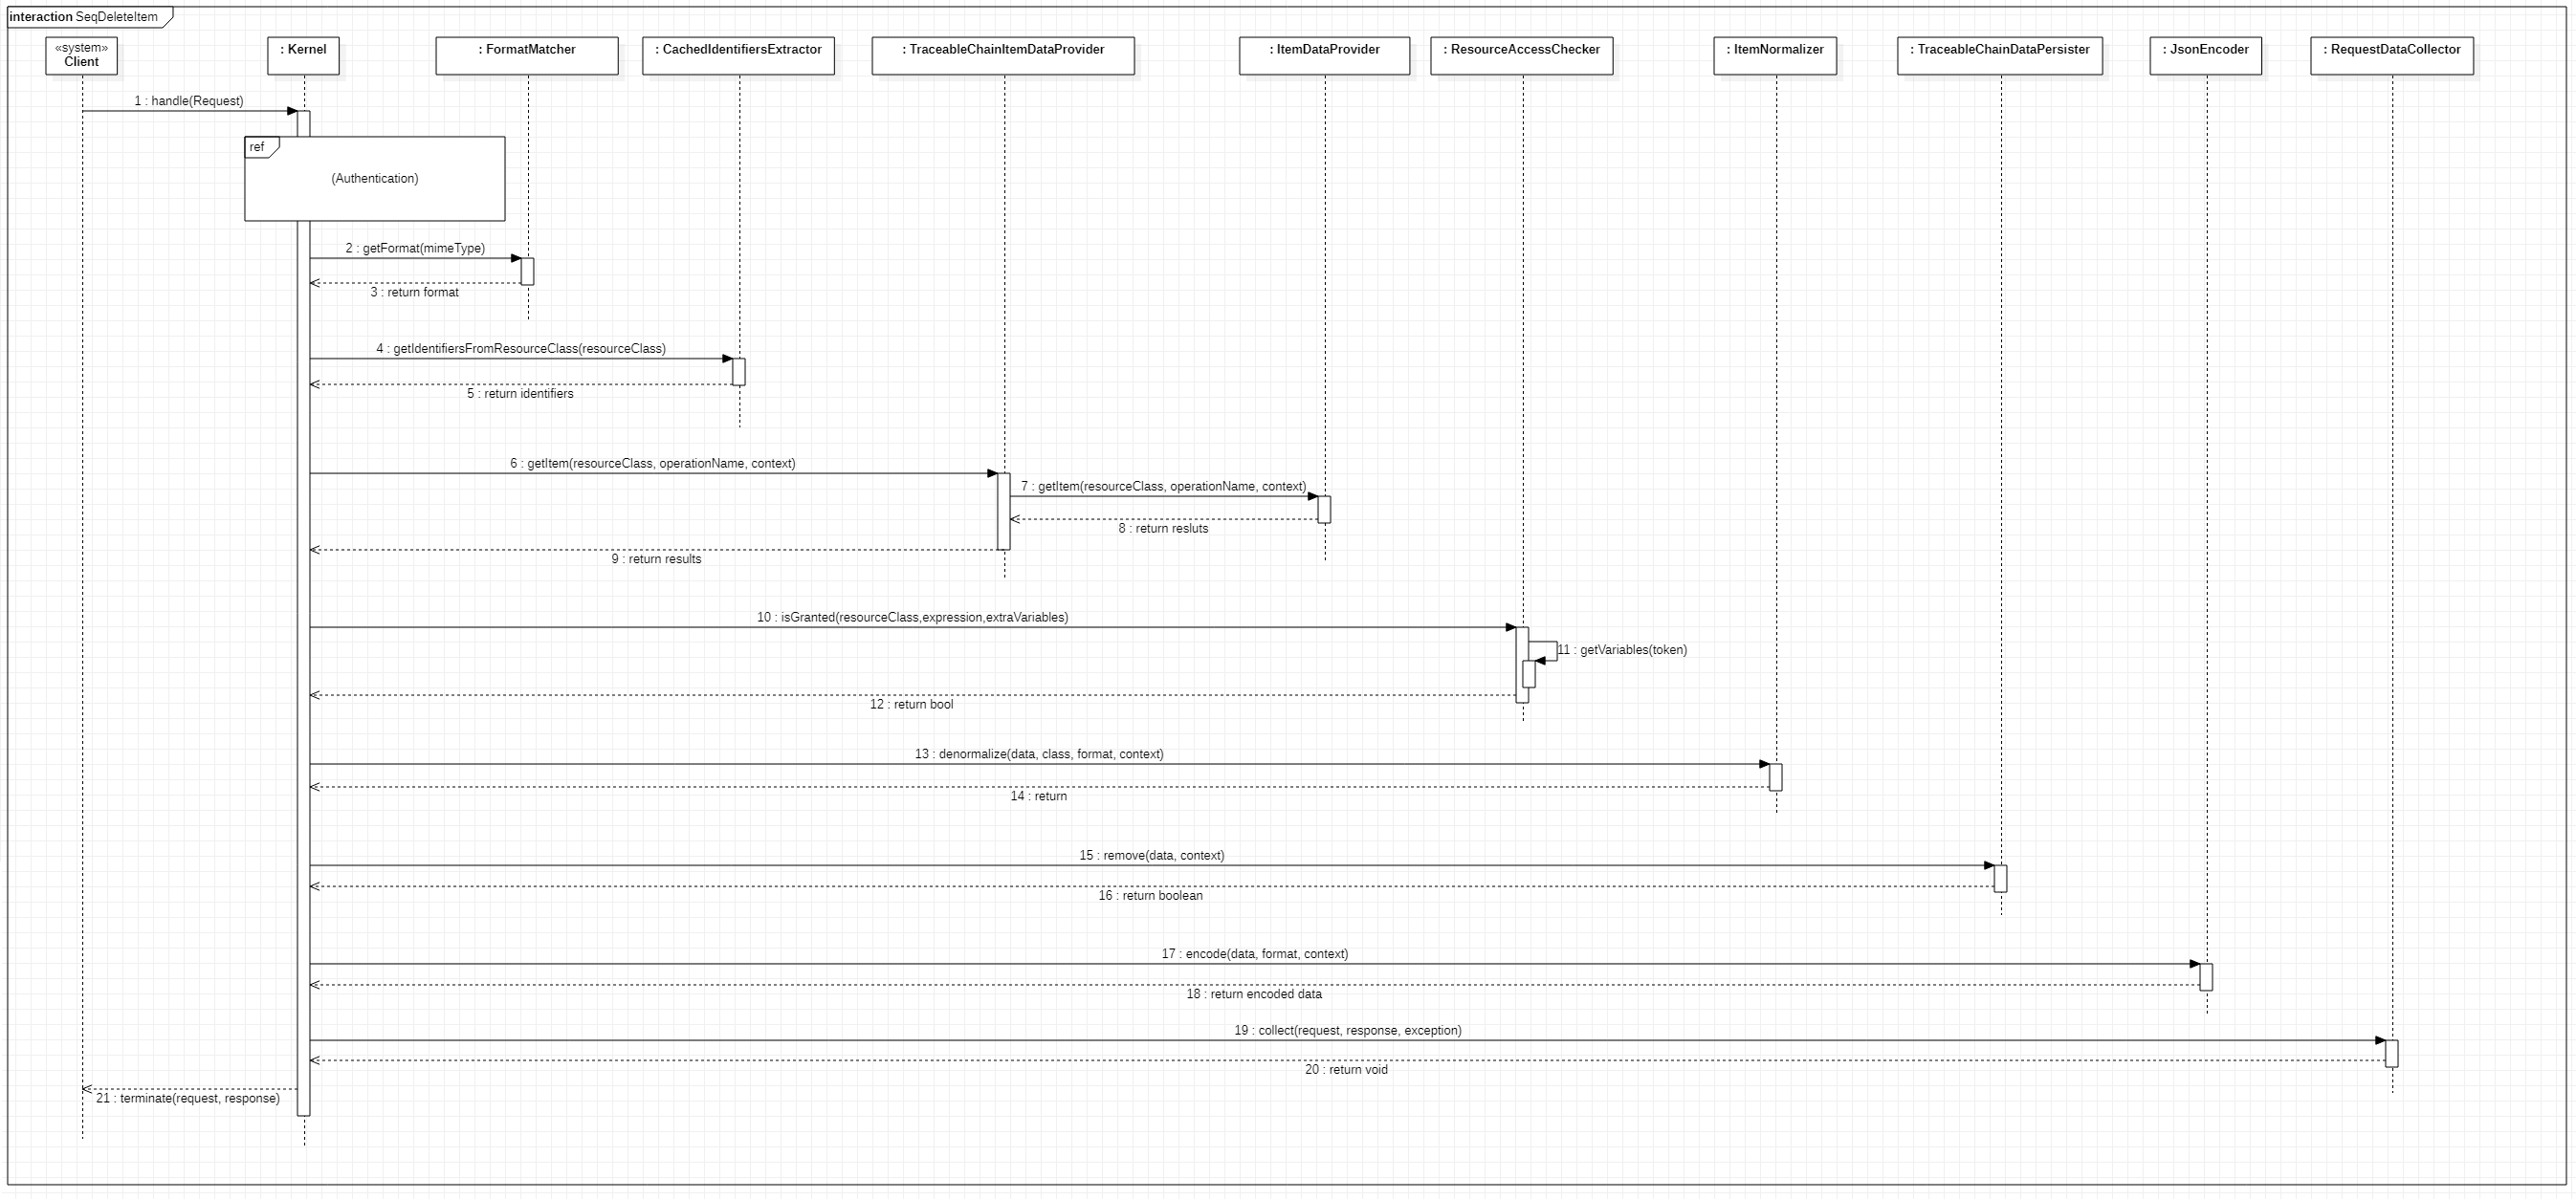 interaction SeqDeleteItem
«system»
Client
: Kernel
: FormatMatcher
: CachedIdentifiersExtractor
: TraceableChainItemDataProvider
: ItemDataProvider
: ResourceAccessChecker
: ItemNormalizer
: TraceableChainDataPersister
: JsonEncoder
: RequestDataCollector
1 : handle(Request)
ref
(Authentication)
2 : getFormat(mimeType)
3 : return format
4 : getIdentifiersFromResourceClass(resourceClass)
5 : return identifiers
6 : getItem(resourceClass, operationName, context)
7 : getItem(resourceClass, operationName, context)
8 : return resluts
9 : return results
10 : isGranted(resourceClass,expression,extraVariables)
11 : getVariables(token)
12 : return bool
13 : denormalize(data, class, format, context)
14 : return
15 : remove(data, context)
16 : return boolean
17 : encode(data, format, context)
18 : return encoded data
19 : collect(request, response, exception)
20 : return void
21 : terminate(request, response)